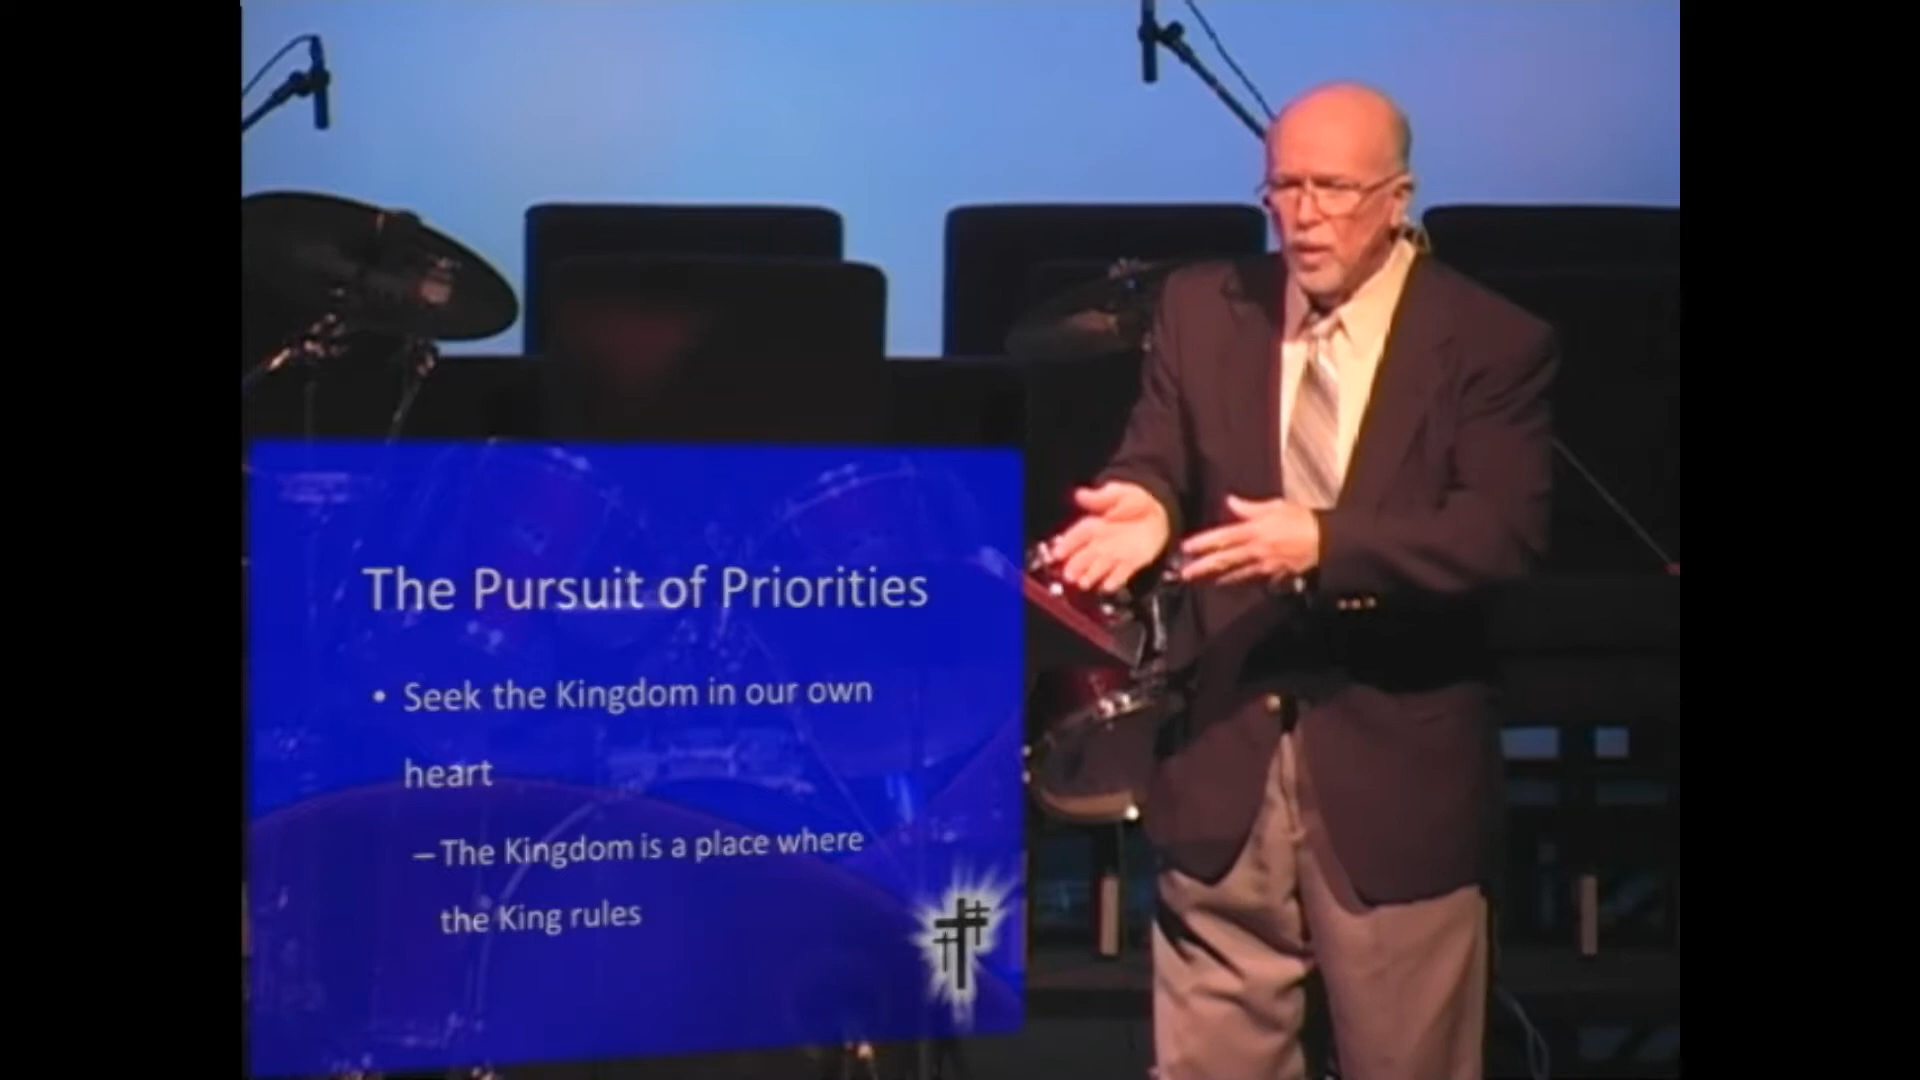 The Pursuit of Priorities
• Seek the Kingdom in our own
heart
– The Kingdom is a place where
the King rules